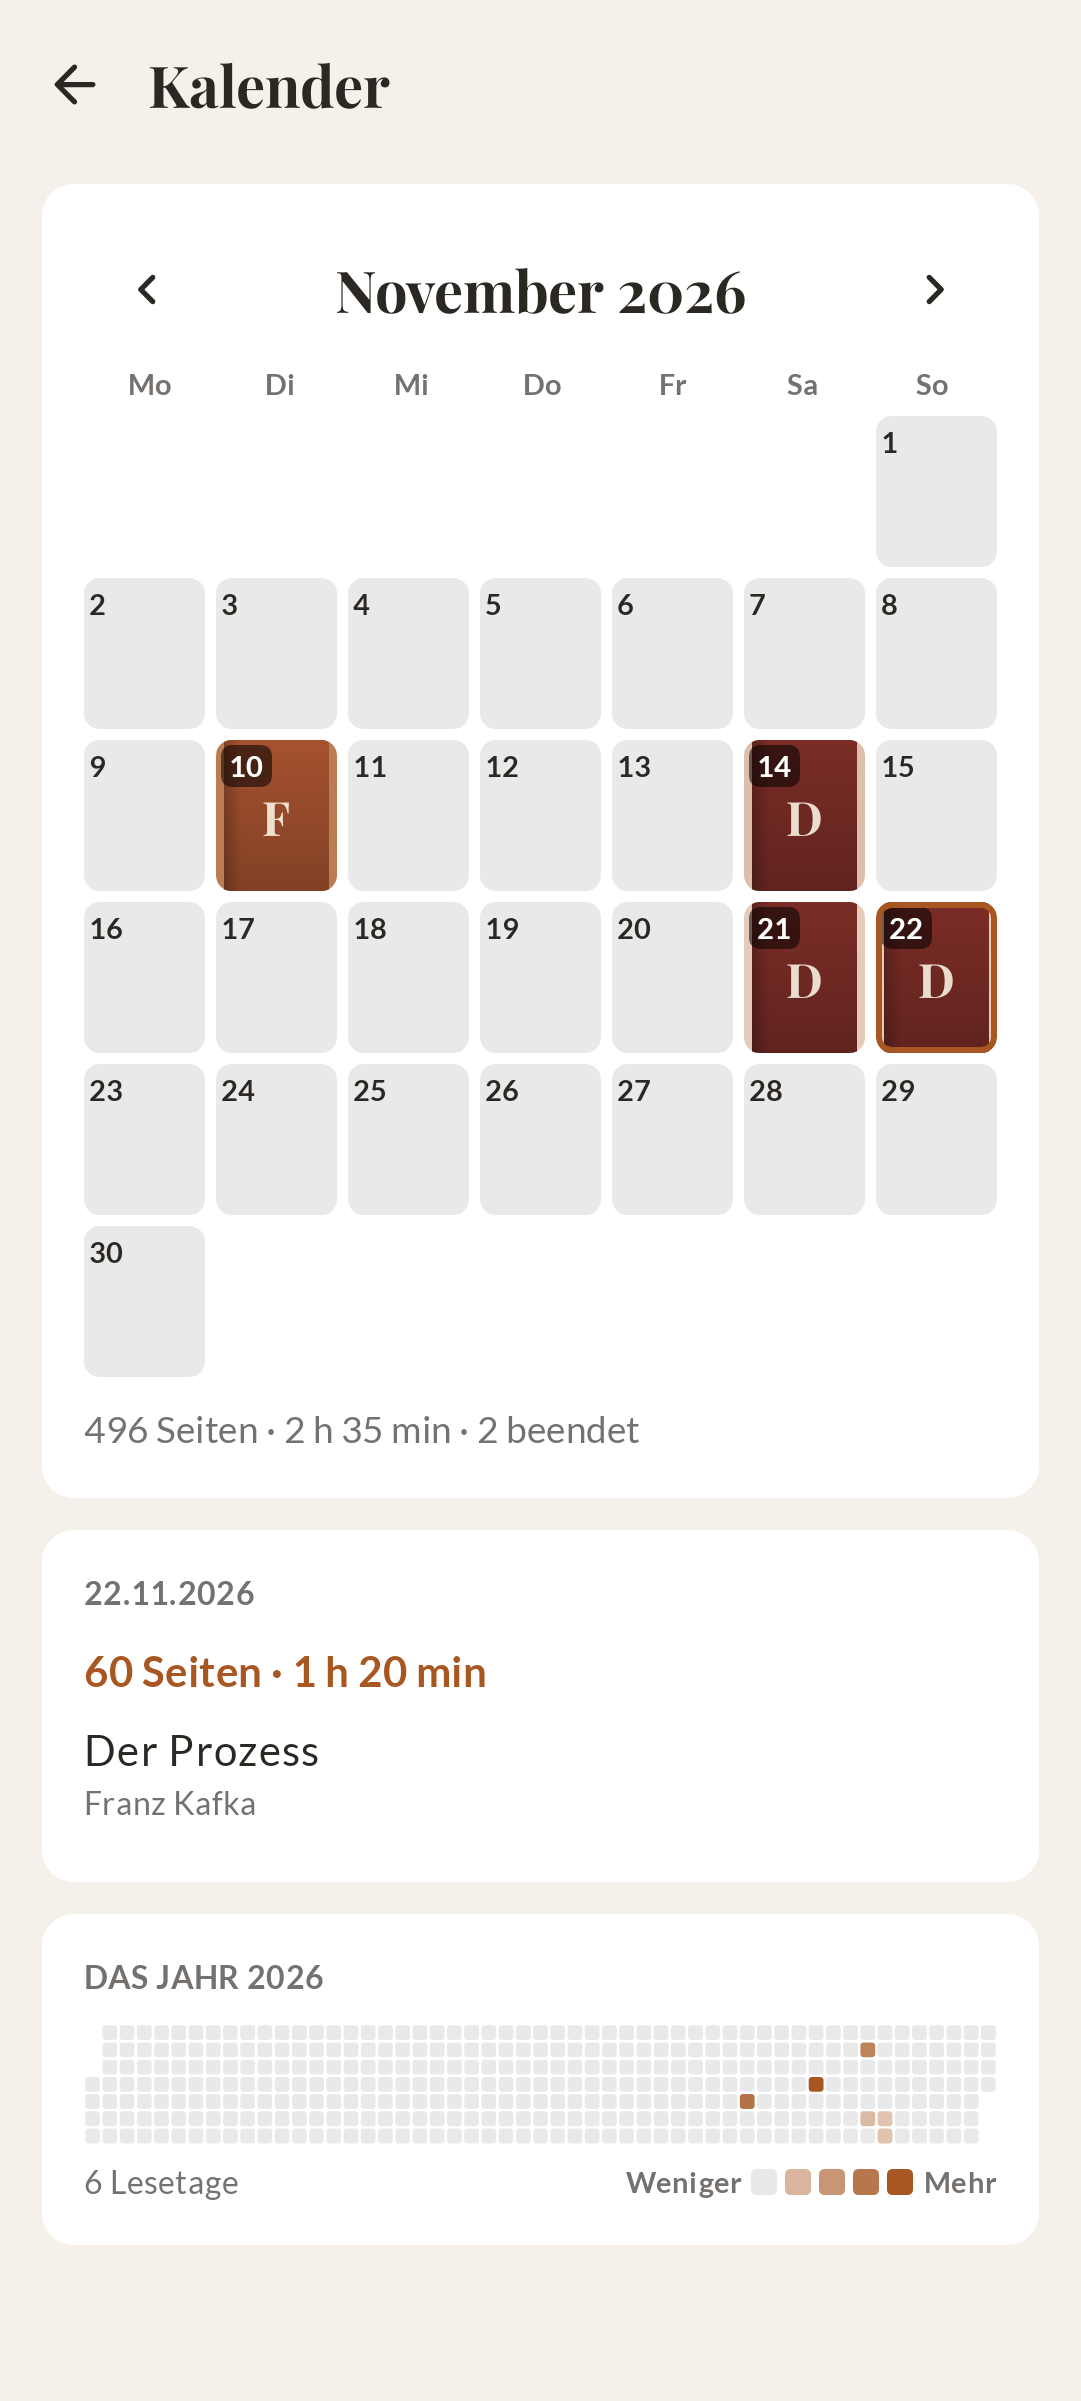 Kalender
November 2026
Mo Di Mi Do Fr Sa So
1
2 3 4 5 6 7 8
9 10 11 12 13 14 15
F D
16 17 18 19 20 21 22
D D
23 24 25 26 27 28 29
30
496 Seiten · 2 h 35 min · 2 beendet
22.11.2026
60 Seiten · 1 h 20 min
Der Prozess
Franz Kafka
DAS JAHR 2026
6 Lesetage Weniger Mehr